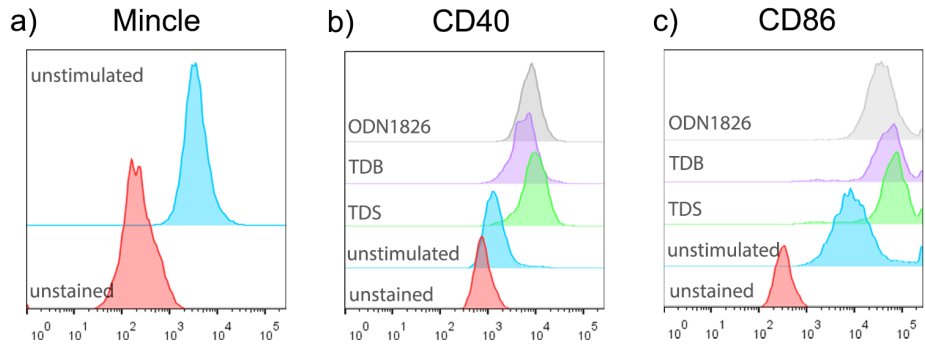 a) Mincle
unstimulated
unstained
10^0 10^1 10^2 10^3 10^4 10^5
b) CD40
ODN1826
TDB
TDS
unstimulated
unstained
10^0 10^1 10^2 10^3 10^4 10^5
c) CD86
ODN1826
TDB
TDS
unstimulated
unstained
10^0 10^1 10^2 10^3 10^4 10^5